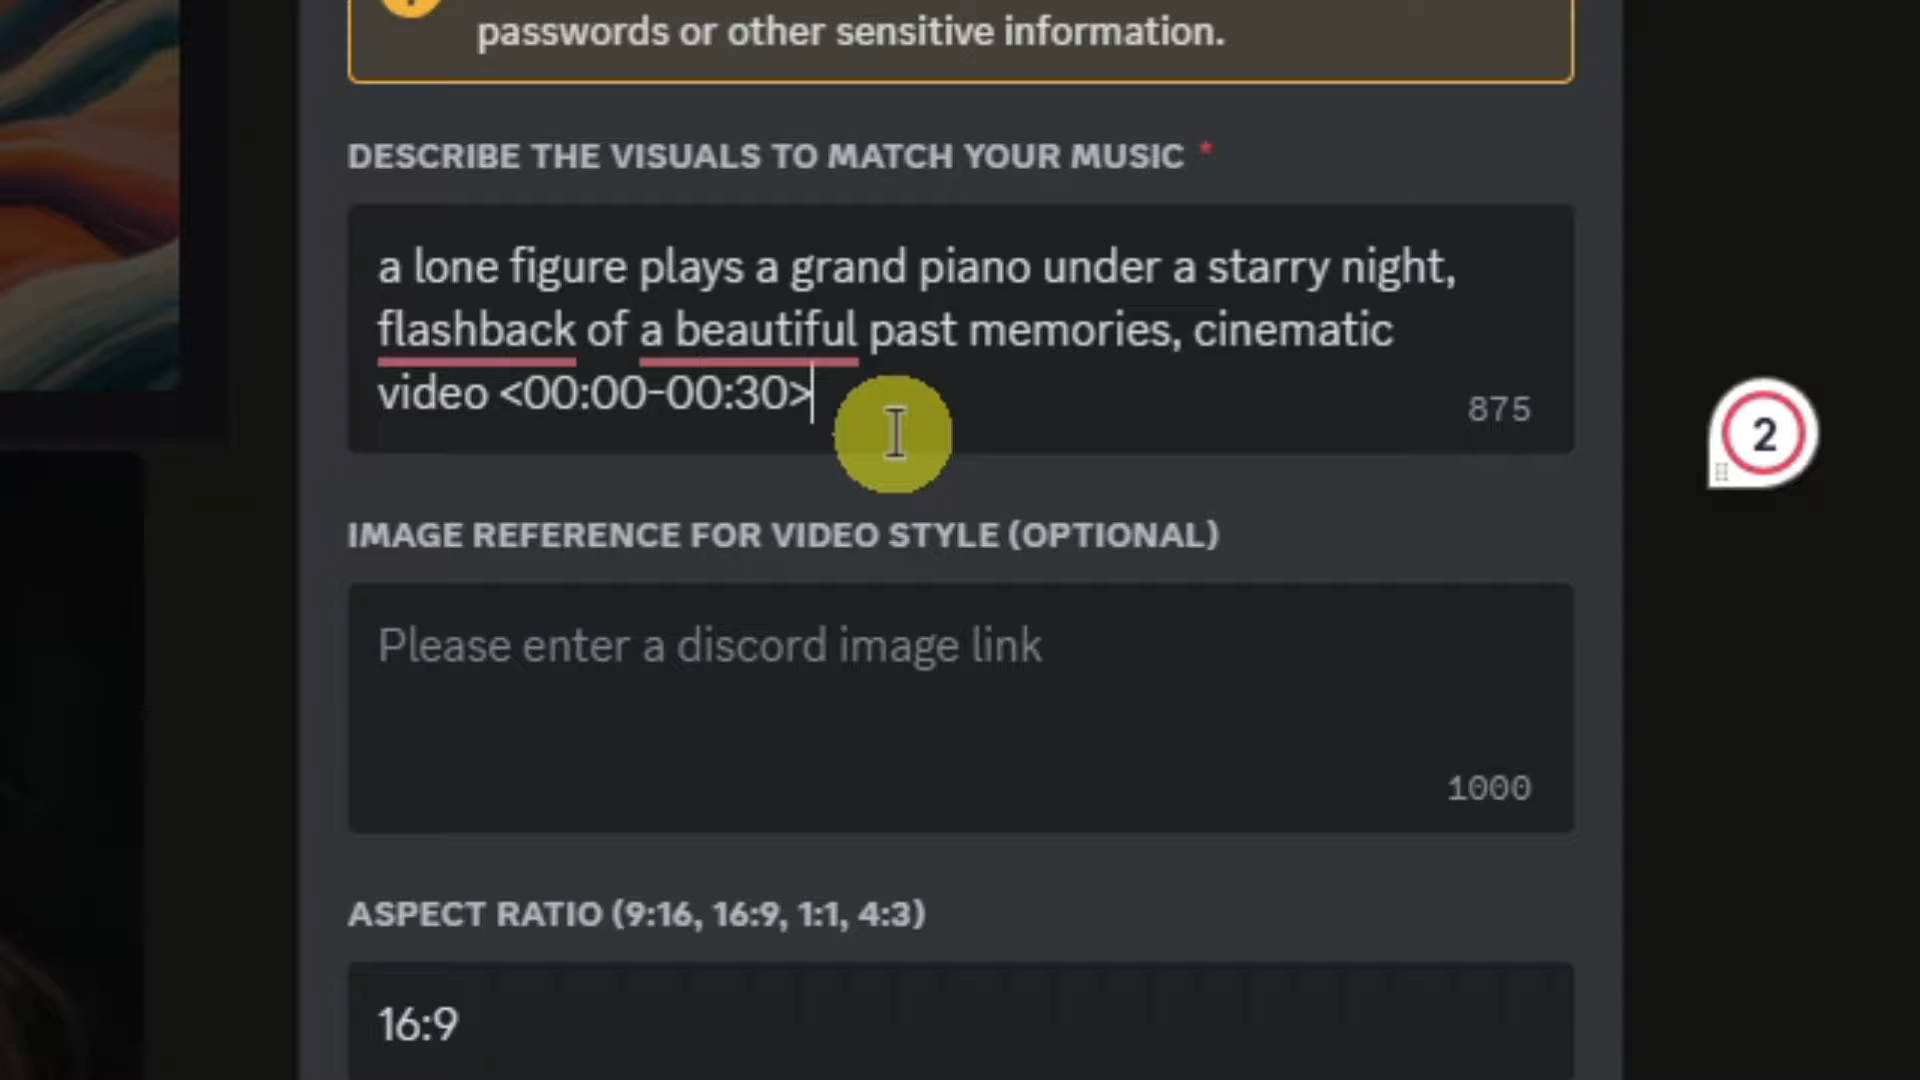 passwords or other sensitive information.
DESCRIBE THE VISUALS TO MATCH YOUR MUSIC *
a lone figure plays a grand piano under a starry night,
flashback of a beautiful past memories, cinematic
video <00:00-00:30>
875
2
IMAGE REFERENCE FOR VIDEO STYLE (OPTIONAL)
Please enter a discord image link
1000
ASPECT RATIO (9:16, 16:9, 1:1, 4:3)
16:9